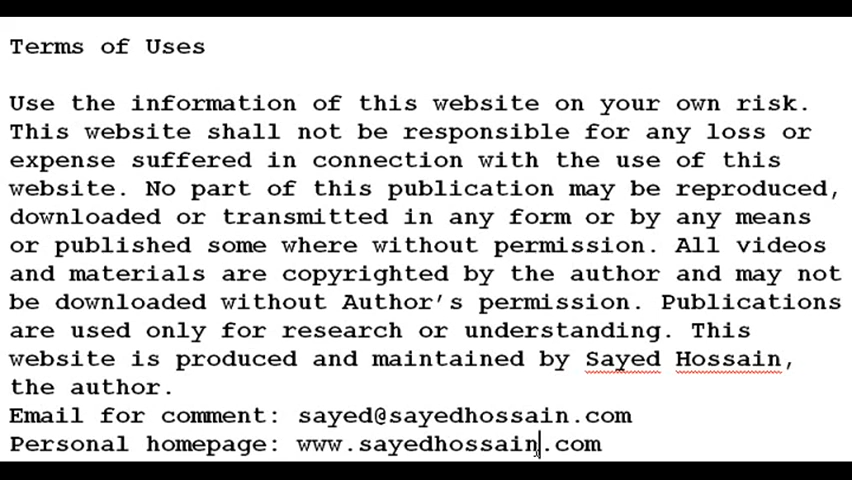 Terms of Uses
Use the information of this website on your own risk.
This website shall not be responsible for any loss or
expense suffered in connection with the use of this
website. No part of this publication may be reproduced,
downloaded or transmitted in any form or by any means
or published some where without permission. All videos
and materials are copyrighted by the author and may not
be downloaded without Author's permission. Publications
are used only for research or understanding. This
website is produced and maintained by Sayed Hossain,
the author.
Email for comment: sayed@sayedhossain.com
Personal homepage: www.sayedhossain.com